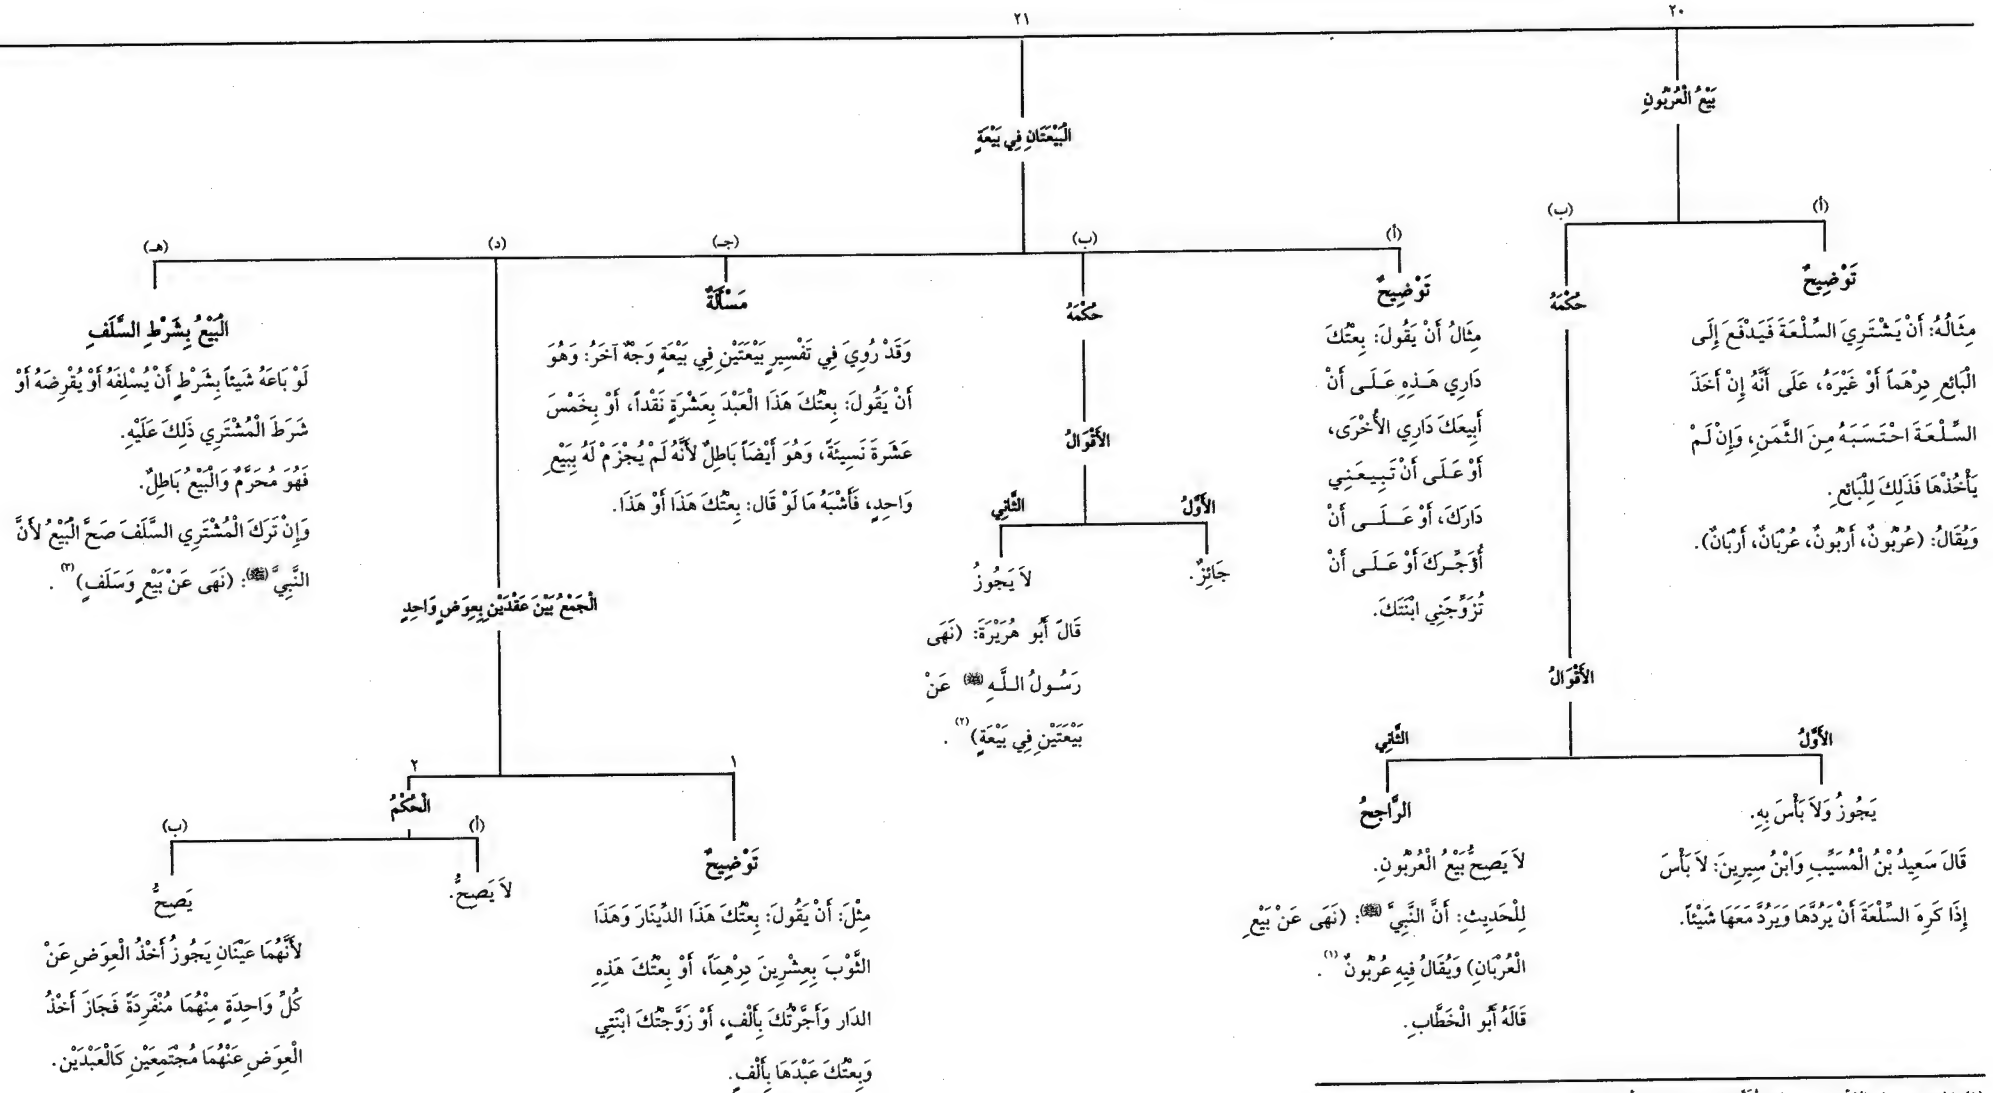 ٢٠
بَيْعُ الْعُرْبُونِ
(أ)
تَوْضِيحٌ
مِثَالُهُ: أَنْ يَشْتَرِيَ السِّلْعَةَ فَيَدْفَعَ إِلَى
الْبَائِعِ دِرْهَماً أَوْ غَيْرَهُ، عَلَى أَنَّهُ إِنْ أَخَذَ
السِّلْعَةَ احْتَسَبَهُ مِنَ الثَّمَنِ، وَإِنْ لَمْ
يَأْخُذْهَا فَذَلِكَ لِلْبَائِعِ.
وَيُقَالُ: (عُرْبُونٌ، أَرْبُونٌ، عُرْبَانٌ، أَرْبَانٌ).
(ب)
حُكْمُهُ
الأَقْوَالُ
الأَوَّلُ
يَجُوزُ وَلاَ بَأْسَ بِهِ.
قَالَ سَعِيدُ بْنُ الْمُسَيِّبِ وَابْنُ سِيرِينَ: لاَ بَأْسَ
إِذَا كَرِهَ السِّلْعَةَ أَنْ يَرُدَّهَا وَيَرُدَّ مَعَهَا شَيْئاً.
الثَّانِي
الرَّاجِحُ
لاَ يَصِحُّ بَيْعُ الْعُرْبُونِ.
لِلْحَدِيثِ: أَنَّ النَّبِيَّ ﷺ: (نَهَى عَنْ بَيْعِ
الْعُرْبَانِ) وَيُقَالُ فِيهِ عُرْبُونٌ (١).
قَالَهُ أَبُو الْخَطَّابِ.
٢١
الْبَيْعَتَانِ فِي بَيْعَةٍ
(أ)
تَوْضِيحٌ
مِثَالُ أَنْ يَقُولَ: بِعْتُكَ
دَارِي هَذِهِ عَلَى أَنْ
أَبِيعَكَ دَارِي الأُخْرَى،
أَوْ عَلَى أَنْ تَبِيعَنِي
دَارَكَ، أَوْ عَلَى أَنْ
أُؤَجِّرَكَ أَوْ عَلَى أَنْ
تُزَوِّجَنِي ابْنَتَكَ.
(ب)
حُكْمُهُ
الأَقْوَالُ
الأَوَّلُ
جَائِزٌ.
الثَّانِي
لاَ يَجُوزُ
قَالَ أَبُو هُرَيْرَةَ: (نَهَى
رَسُولُ اللَّهِ ﷺ عَنْ
بَيْعَتَيْنِ فِي بَيْعَةٍ) (٢).
(جـ)
مَسْأَلَةٌ
وَقَدْ رُوِيَ فِي تَفْسِيرِ بَيْعَتَيْنِ فِي بَيْعَةٍ وَجْهٌ آخَرُ: وَهُوَ
أَنْ يَقُولَ: بِعْتُكَ هَذَا الْعَبْدَ بِعَشْرَةٍ نَقْداً، أَوْ بِخَمْسَ
عَشْرَةَ نَسِيئَةً، وَهُوَ أَيْضاً بَاطِلٌ لأَنَّهُ لَمْ يُجْزَمْ لَهُ بِبَيْعِ
وَاحِدٍ، فَأَشْبَهَ مَا لَوْ قَالَ: بِعْتُكَ هَذَا أَوْ هَذَا.
(د)
الْجَمْعُ بَيْنَ عَقْدَيْنِ بِعِوَضٍ وَاحِدٍ
١
تَوْضِيحٌ
مِثْلَ: أَنْ يَقُولَ: بِعْتُكَ هَذَا الدِّينَارَ وَهَذَا
الثَّوْبَ بِعِشْرِينَ دِرْهَماً، أَوْ بِعْتُكَ هَذِهِ
الدَّار وَأَجَّرْتُكَ بِأَلْفٍ، أَوْ زَوَّجْتُكَ ابْنَتِي
وَبِعْتُكَ عَبْدَهَا بِأَلْفٍ.
٢
الْحُكْمُ
(أ)
لاَ يَصِحُّ.
(ب)
يَصِحُّ
لأَنَّهُمَا عَيْنَانِ يَجُوزُ أَخْذُ الْعِوَضِ عَنْ
كُلِّ وَاحِدَةٍ مِنْهُمَا مُنْفَرِدَةً فَجَازَ أَخْذُ
الْعِوَضِ عَنْهُمَا مُجْتَمِعَيْنِ كَالْعَبْدَيْنِ.
(هـ)
الْبَيْعُ بِشَرْطِ السَّلَفِ
لَوْ بَاعَهُ شَيئاً بِشَرْطٍ أَنْ يُسْلِفَهُ أَوْ يُقْرِضَهُ أَوْ
شَرَطَ الْمُشْتَرِي ذَلِكَ عَلَيْهِ.
فَهُوَ مُحَرَّمٌ وَالْبَيْعُ بَاطِلٌ.
وَإِنْ تَرَكَ الْمُشْتَرِي السَّلَفَ صَحَّ الْبَيْعُ لأَنَّ
النَّبِيَّ ﷺ: (نَهَى عَنْ بَيْعٍ وَسَلَفٍ) (٣).